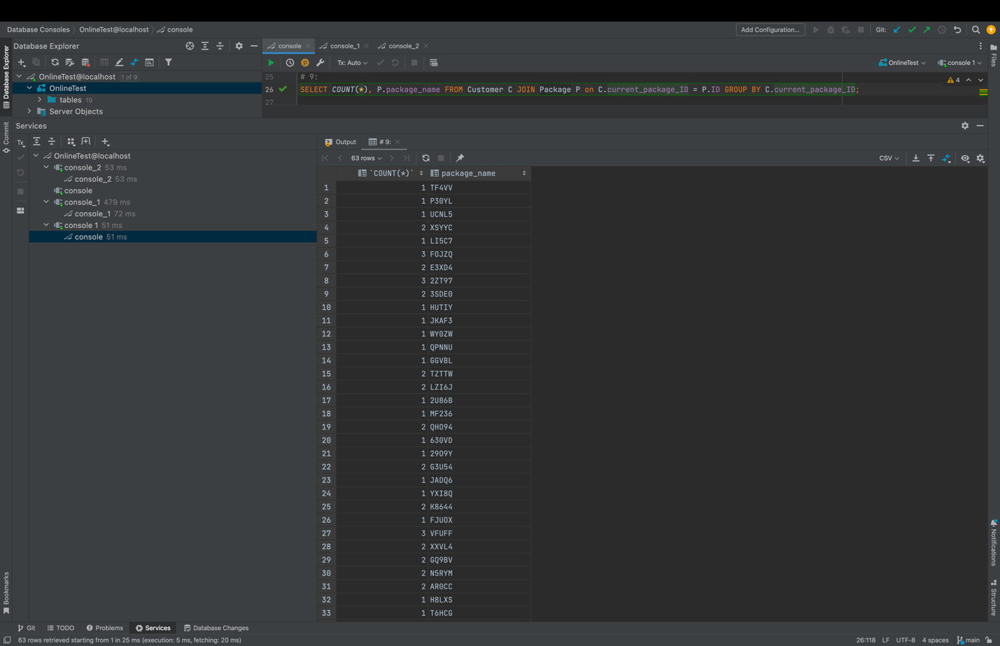 Database Consoles > OnlineTest@localhost > console
Add Configuration...
Git:
Database Explorer
console
console_1
console_2
Tx: Auto
OnlineTest
console 1
OnlineTest@localhost 1 of 9
OnlineTest
tables 19
Server Objects
25 # 9:
26 SELECT COUNT(*), P.package_name FROM Customer C JOIN Package P on C.current_package_ID = P.ID GROUP BY C.current_package_ID;
27
4
Services
Tx
OnlineTest@localhost
console_2 53 ms
console_2 53 ms
console
console_1 479 ms
console_1 72 ms
console 1 51 ms
console 51 ms
Output
# 9:
63 rows
CSV
`COUNT(*)` package_name
1 1 TF4VV
2 1 P30YL
3 1 UCNL5
4 2 XSYYC
5 1 LI5C7
6 3 FOJZQ
7 2 E3XD4
8 3 2ZT97
9 2 3SDE0
10 1 HUTIY
11 1 JKAF3
12 1 WY0ZW
13 1 QPNNU
14 1 GGVBL
15 2 TZTTW
16 2 LZI6J
17 1 2U86B
18 1 MF236
19 2 QHO94
20 1 630VD
21 1 29O9Y
22 2 G3U54
23 1 JADQ6
24 1 YXI8Q
25 2 K8644
26 1 FJUOX
27 3 VFUFF
28 2 XXVL4
29 2 GQ9BV
30 2 N5RYM
31 2 AR0CC
32 1 H8LXS
33 1 T6HCG
Database Explorer
Commit
Bookmarks
Files
Notifications
Structure
Git
TODO
Problems
Services
Database Changes
63 rows retrieved starting from 1 in 25 ms (execution: 5 ms, fetching: 20 ms)
26:118
LF
UTF-8
4 spaces
main